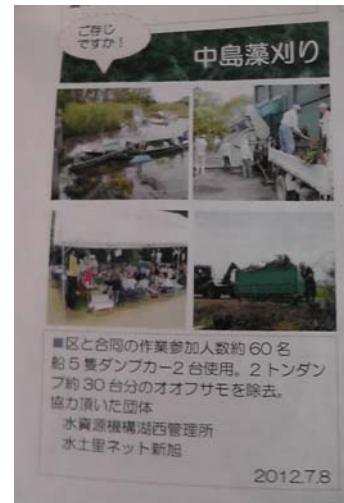 ご存じ
ですか！
中島藻刈り
■区と合同の作業参加人数約60名
船5隻ダンプカー2台使用。2トンダン
プ約30台分のオオフサモを除去。
協力頂いた団体
水資源機構湖西管理所
水土里ネット新旭
2012.7.8